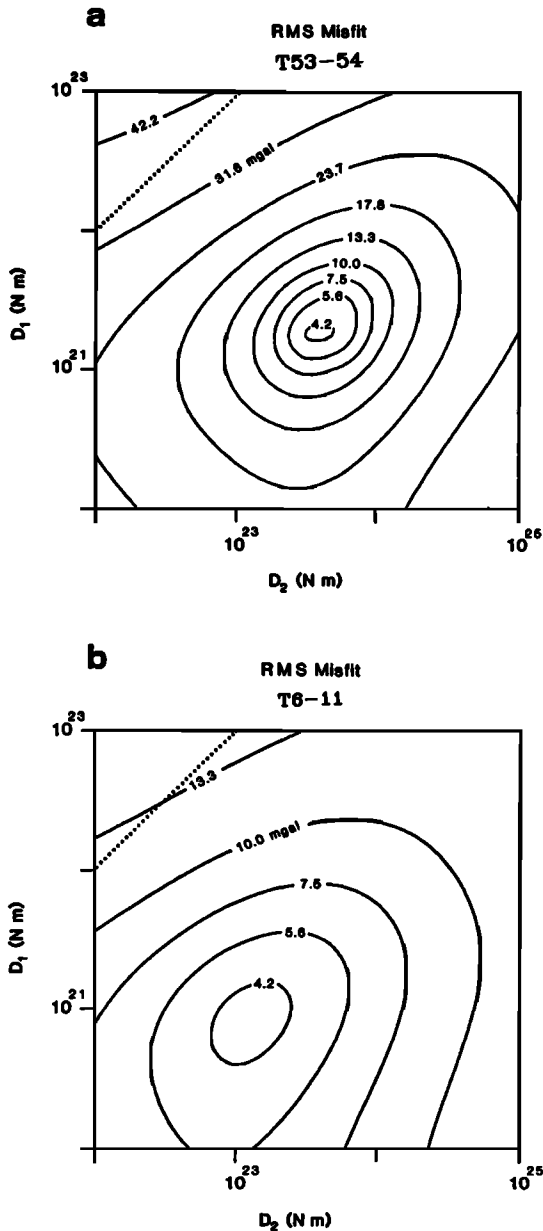 a
RMS Misfit
T53-54
10^23
42.2
31.6 mgal
23.7
17.8
13.3
10.0
7.5
5.6
4.2
D₁ (N m)
10^21
10^23
10^25
D₂ (N m)
b
RMS Misfit
T6-11
10^23
13.3
10.0 mgal
7.5
5.6
4.2
D₁ (N m)
10^21
10^23
10^25
D₂ (N m)